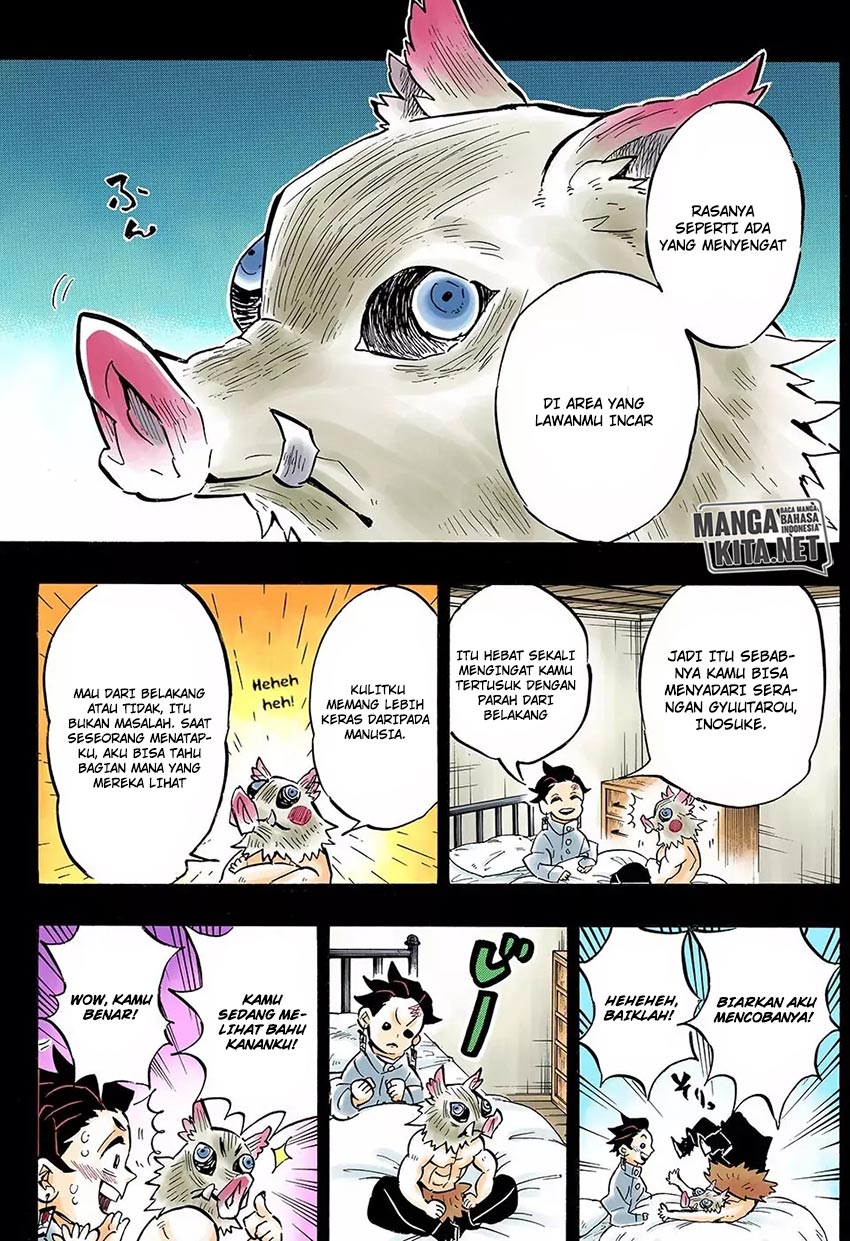 RASANYA
SEPERTI ADA
YANG MENYENGAT
ふん
DI AREA YANG
LAWANMU INCAR
MANGA
KITA.NET
BACA MANGA
BAHASA
INDONESIA
JADI ITU SEBAB-
NYA KAMU BISA
MENYADARI SERA-
NGAN GYUUTAROU,
INOSUKE.
ITU HEBAT SEKALI
MENGINGAT KAMU
TERTUSUK DENGAN
PARAH DARI
BELAKANG
KULITKU
MEMANG LEBIH
KERAS DARIPADA
MANUSIA.
Heheh
heh!
MAU DARI BELAKANG
ATAU TIDAK, ITU
BUKAN MASALAH. SAAT
SESEORANG MENATAP-
KU, AKU BISA TAHU
BAGIAN MANA YANG
MEREKA LIHAT
BIARKAN AKU
MENCOBANYA!
HEHEHEH,
BAIKLAH!
そっ
じー
KAMU
SEDANG ME-
LIHAT BAHU
KANANKU!
WOW, KAMU
BENAR!